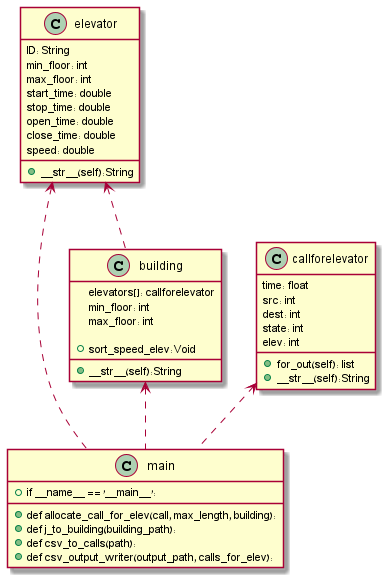 C elevator
ID: String
min_floor: int
max_floor: int
start_time: double
stop_time: double
open_time: double
close_time: double
speed: double
__str__(self):String
C building
elevators[]: callforelevator
min_floor: int
max_floor: int
sort_speed_elev:Void
__str__(self):String
C callforelevator
time: float
src: int
dest: int
state: int
elev: int
for_out(self): list
__str__(self):String
C main
if __name__ == '__main__':
def allocate_call_for_elev(call, max_length, building):
def j_to_building(building_path):
def csv_to_calls(path):
def csv_output_writer(output_path, calls_for_elev):